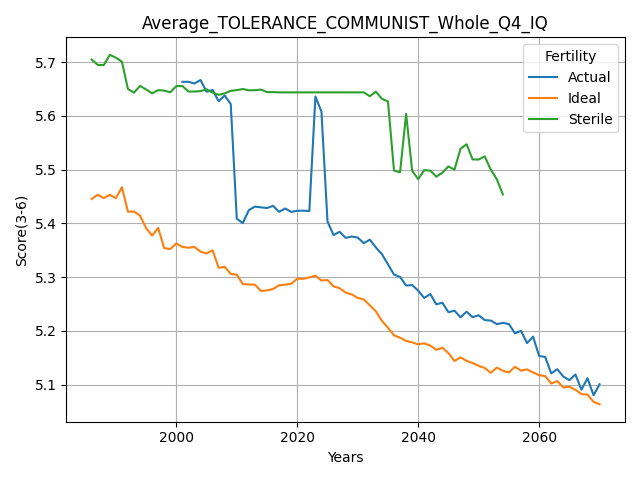 Average_TOLERANCE_COMMUNIST_Whole_Q4_IQ
Fertility
Actual
Ideal
Sterile
Score(3-6)
5.7
5.6
5.5
5.4
5.3
5.2
5.1
2000 2020 2040 2060
Years